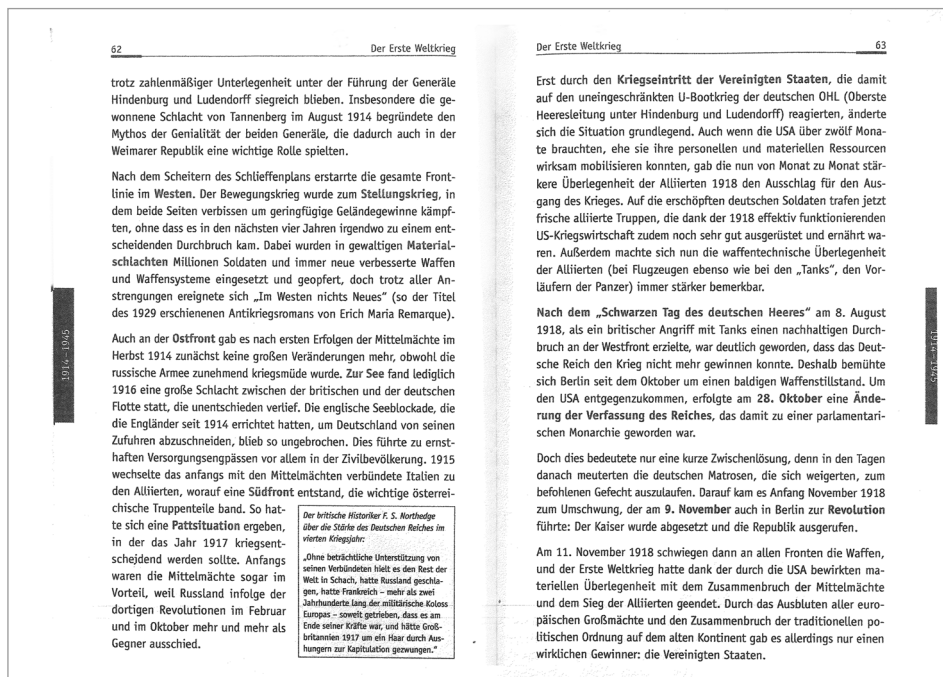 62
Der Erste Weltkrieg
trotz zahlenmäßiger Unterlegenheit unter der Führung der Generäle
Hindenburg und Ludendorff siegreich blieben. Insbesondere die ge-
wonnene Schlacht von Tannenberg im August 1914 begründete den
Mythos der Genialität der beiden Generäle, die dadurch auch in der
Weimarer Republik eine wichtige Rolle spielten.
Nach dem Scheitern des Schlieffenplans erstarrte die gesamte Front-
linie im Westen. Der Bewegungskrieg wurde zum Stellungskrieg, in
dem beide Seiten verbissen um geringfügige Geländegewinne kämpf-
ten, ohne dass es in den nächsten vier Jahren irgendwo zu einem ent-
scheidenden Durchbruch kam. Dabei wurden in gewaltigen Material-
schlachten Millionen Soldaten und immer neue verbesserte Waffen
und Waffensysteme eingesetzt und geopfert, doch trotz aller An-
strengungen ereignete sich „Im Westen nichts Neues“ (so der Titel
des 1929 erschienenen Antikriegsromans von Erich Maria Remarque).
Auch an der Ostfront gab es nach ersten Erfolgen der Mittelmächte im
Herbst 1914 zunächst keine großen Veränderungen mehr, obwohl die
russische Armee zunehmend kriegsmüde wurde. Zur See fand lediglich
1916 eine große Schlacht zwischen der britischen und der deutschen
Flotte statt, die unentschieden verlief. Die englische Seeblockade, die
die Engländer seit 1914 errichtet hatten, um Deutschland von seinen
Zufuhren abzuschneiden, blieb so ungebrochen. Dies führte zu ernst-
haften Versorgungsengpässen vor allem in der Zivilbevölkerung. 1915
wechselte das anfangs mit den Mittelmächten verbündete Italien zu
den Alliierten, worauf eine Südfront entstand, die wichtige österrei-
chische Truppenteile band. So hat-
te sich eine Pattsituation ergeben,
in der das Jahr 1917 kriegsent-
scheidend werden sollte. Anfangs
waren die Mittelmächte sogar im
Vorteil, weil Russland infolge der
dortigen Revolutionen im Februar
und im Oktober mehr und mehr als
Gegner ausschied.
Der britische Historiker F. S. Northedge
über die Stärke des Deutschen Reiches im
vierten Kriegsjahr:
„Ohne beträchtliche Unterstützung von
seinen Verbündeten hielt es den Rest der
Welt in Schach, hatte Russland geschla-
gen, hatte Frankreich – mehr als zwei
Jahrhunderte lang der militärische Koloss
Europas – soweit getrieben, dass es am
Ende seiner Kräfte war, und hätte Groß-
britannien 1917 um ein Haar durch Aus-
hungern zur Kapitulation gezwungen.“
1914–1945
Der Erste Weltkrieg
63
Erst durch den Kriegseintritt der Vereinigten Staaten, die damit
auf den uneingeschränkten U-Bootkrieg der deutschen OHL (Oberste
Heeresleitung unter Hindenburg und Ludendorff) reagierten, änderte
sich die Situation grundlegend. Auch wenn die USA über zwölf Mona-
te brauchten, ehe sie ihre personellen und materiellen Ressourcen
wirksam mobilisieren konnten, gab die nun von Monat zu Monat stär-
kere Überlegenheit der Alliierten 1918 den Ausschlag für den Aus-
gang des Krieges. Auf die erschöpften deutschen Soldaten trafen jetzt
frische alliierte Truppen, die dank der 1918 effektiv funktionierenden
US-Kriegswirtschaft zudem noch sehr gut ausgerüstet und ernährt wa-
ren. Außerdem machte sich nun die waffentechnische Überlegenheit
der Alliierten (bei Flugzeugen ebenso wie bei den „Tanks“, den Vor-
läufern der Panzer) immer stärker bemerkbar.
Nach dem „Schwarzen Tag des deutschen Heeres“ am 8. August
1918, als ein britischer Angriff mit Tanks einen nachhaltigen Durch-
bruch an der Westfront erzielte, war deutlich geworden, dass das Deut-
sche Reich den Krieg nicht mehr gewinnen konnte. Deshalb bemühte
sich Berlin seit dem Oktober um einen baldigen Waffenstillstand. Um
den USA entgegenzukommen, erfolgte am 28. Oktober eine Ände-
rung der Verfassung des Reiches, das damit zu einer parlamentari-
schen Monarchie geworden war.
Doch dies bedeutete nur eine kurze Zwischenlösung, denn in den Tagen
danach meuterten die deutschen Matrosen, die sich weigerten, zum
befohlenen Gefecht auszulaufen. Darauf kam es Anfang November 1918
zum Umschwung, der am 9. November auch in Berlin zur Revolution
führte: Der Kaiser wurde abgesetzt und die Republik ausgerufen.
Am 11. November 1918 schwiegen dann an allen Fronten die Waffen,
und der Erste Weltkrieg hatte dank der durch die USA bewirkten ma-
teriellen Überlegenheit mit dem Zusammenbruch der Mittelmächte
und dem Sieg der Alliierten geendet. Durch das Ausbluten aller euro-
päischen Großmächte und den Zusammenbruch der traditionellen po-
litischen Ordnung auf dem alten Kontinent gab es allerdings nur einen
wirklichen Gewinner: die Vereinigten Staaten.
1914–1945